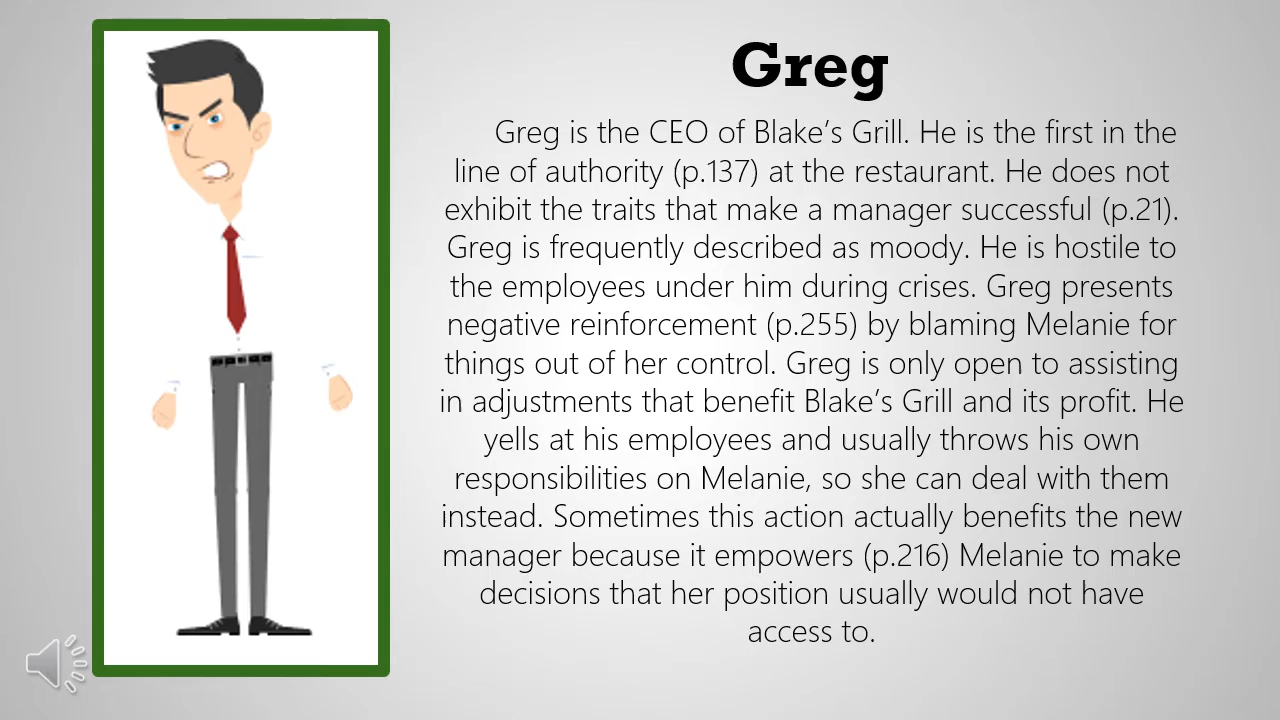 Greg
Greg is the CEO of Blake’s Grill. He is the first in the
line of authority (p.137) at the restaurant. He does not
exhibit the traits that make a manager successful (p.21).
Greg is frequently described as moody. He is hostile to
the employees under him during crises. Greg presents
negative reinforcement (p.255) by blaming Melanie for
things out of her control. Greg is only open to assisting
in adjustments that benefit Blake’s Grill and its profit. He
yells at his employees and usually throws his own
responsibilities on Melanie, so she can deal with them
instead. Sometimes this action actually benefits the new
manager because it empowers (p.216) Melanie to make
decisions that her position usually would not have
access to.